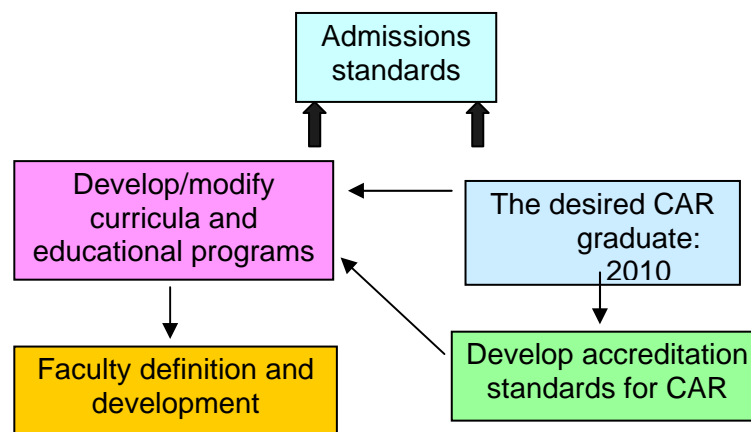 Admissions
standards
Develop/modify
curricula and
educational programs
The desired CAR
graduate:
2010
Faculty definition and
development
Develop accreditation
standards for CAR